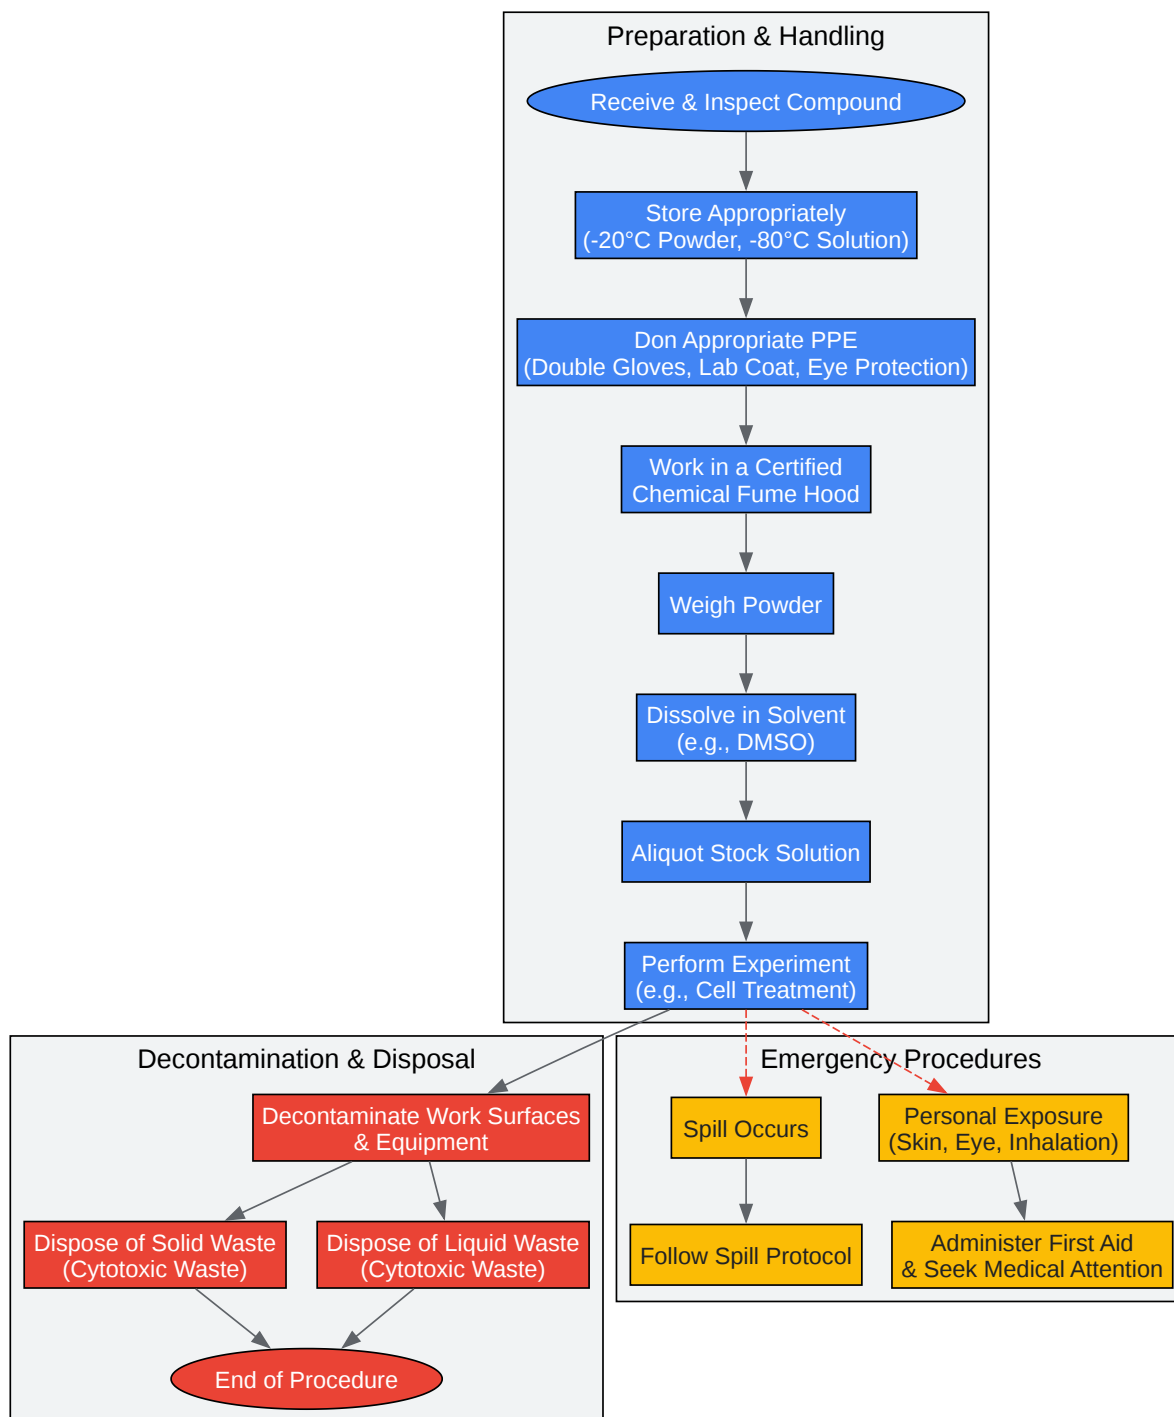 Preparation & Handling
Receive & Inspect Compound
Store Appropriately
(-20°C Powder, -80°C Solution)
Don Appropriate PPE
(Double Gloves, Lab Coat, Eye Protection)
Work in a Certified
Chemical Fume Hood
Weigh Powder
Dissolve in Solvent
(e.g., DMSO)
Aliquot Stock Solution
Perform Experiment
(e.g., Cell Treatment)
Decontamination & Disposal
Decontaminate Work Surfaces
& Equipment
Dispose of Solid Waste
(Cytotoxic Waste)
Dispose of Liquid Waste
(Cytotoxic Waste)
End of Procedure
Emergency Procedures
Spill Occurs
Personal Exposure
(Skin, Eye, Inhalation)
Follow Spill Protocol
Administer First Aid
& Seek Medical Attention